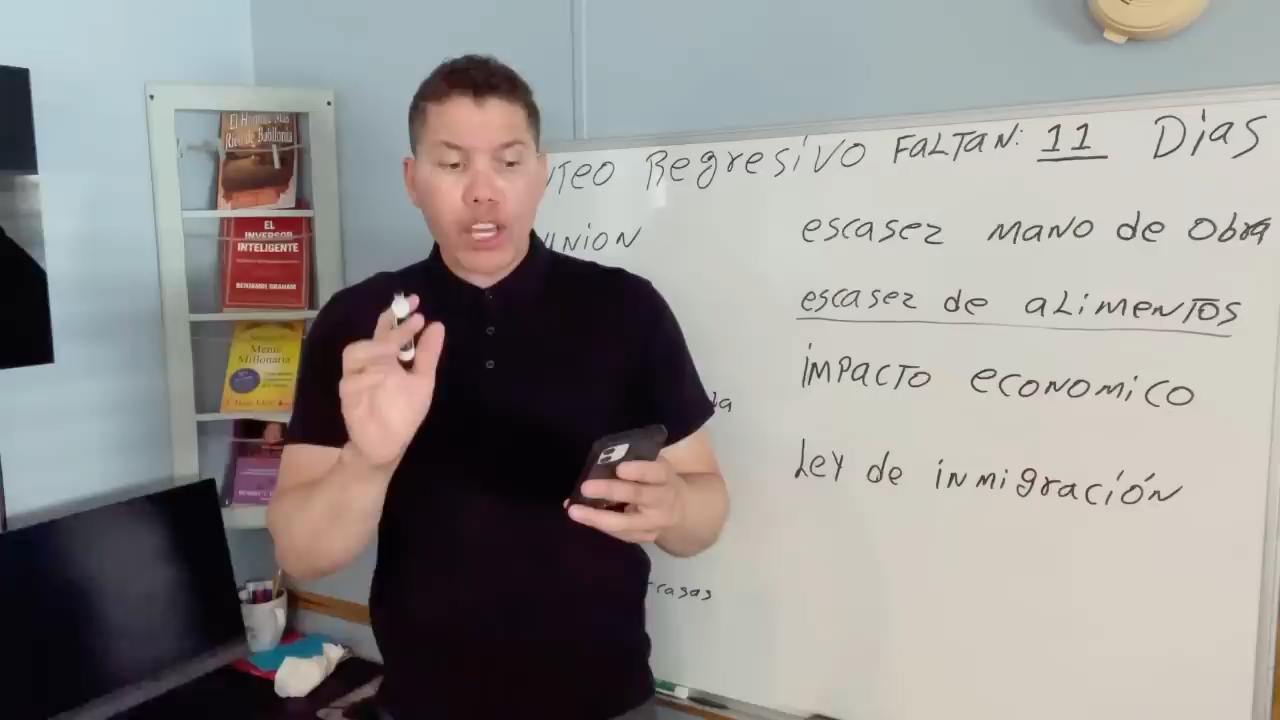 El Hombre Más
Rico de Babilonia
EL
INVERSOR
INTELIGENTE
BENJAMIN GRAHAM
Mente
Millonaria
Regresivo FALTAN: 11 Dias
escasez mano de obra
escasez de alimentos
impacto economico
Ley de inmigración